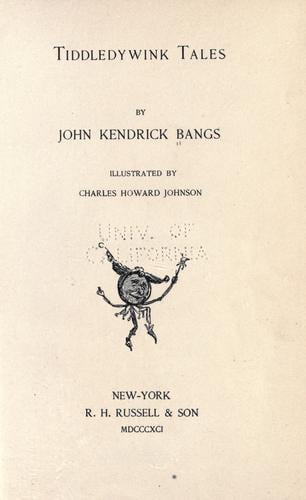 TIDDLEDYWINK TALES
BY
JOHN KENDRICK BANGS
ILLUSTRATED BY
CHARLES HOWARD JOHNSON
UNIV. OF
CALIFORNIA
NEW-YORK
R. H. RUSSELL & SON
MDCCCXCI